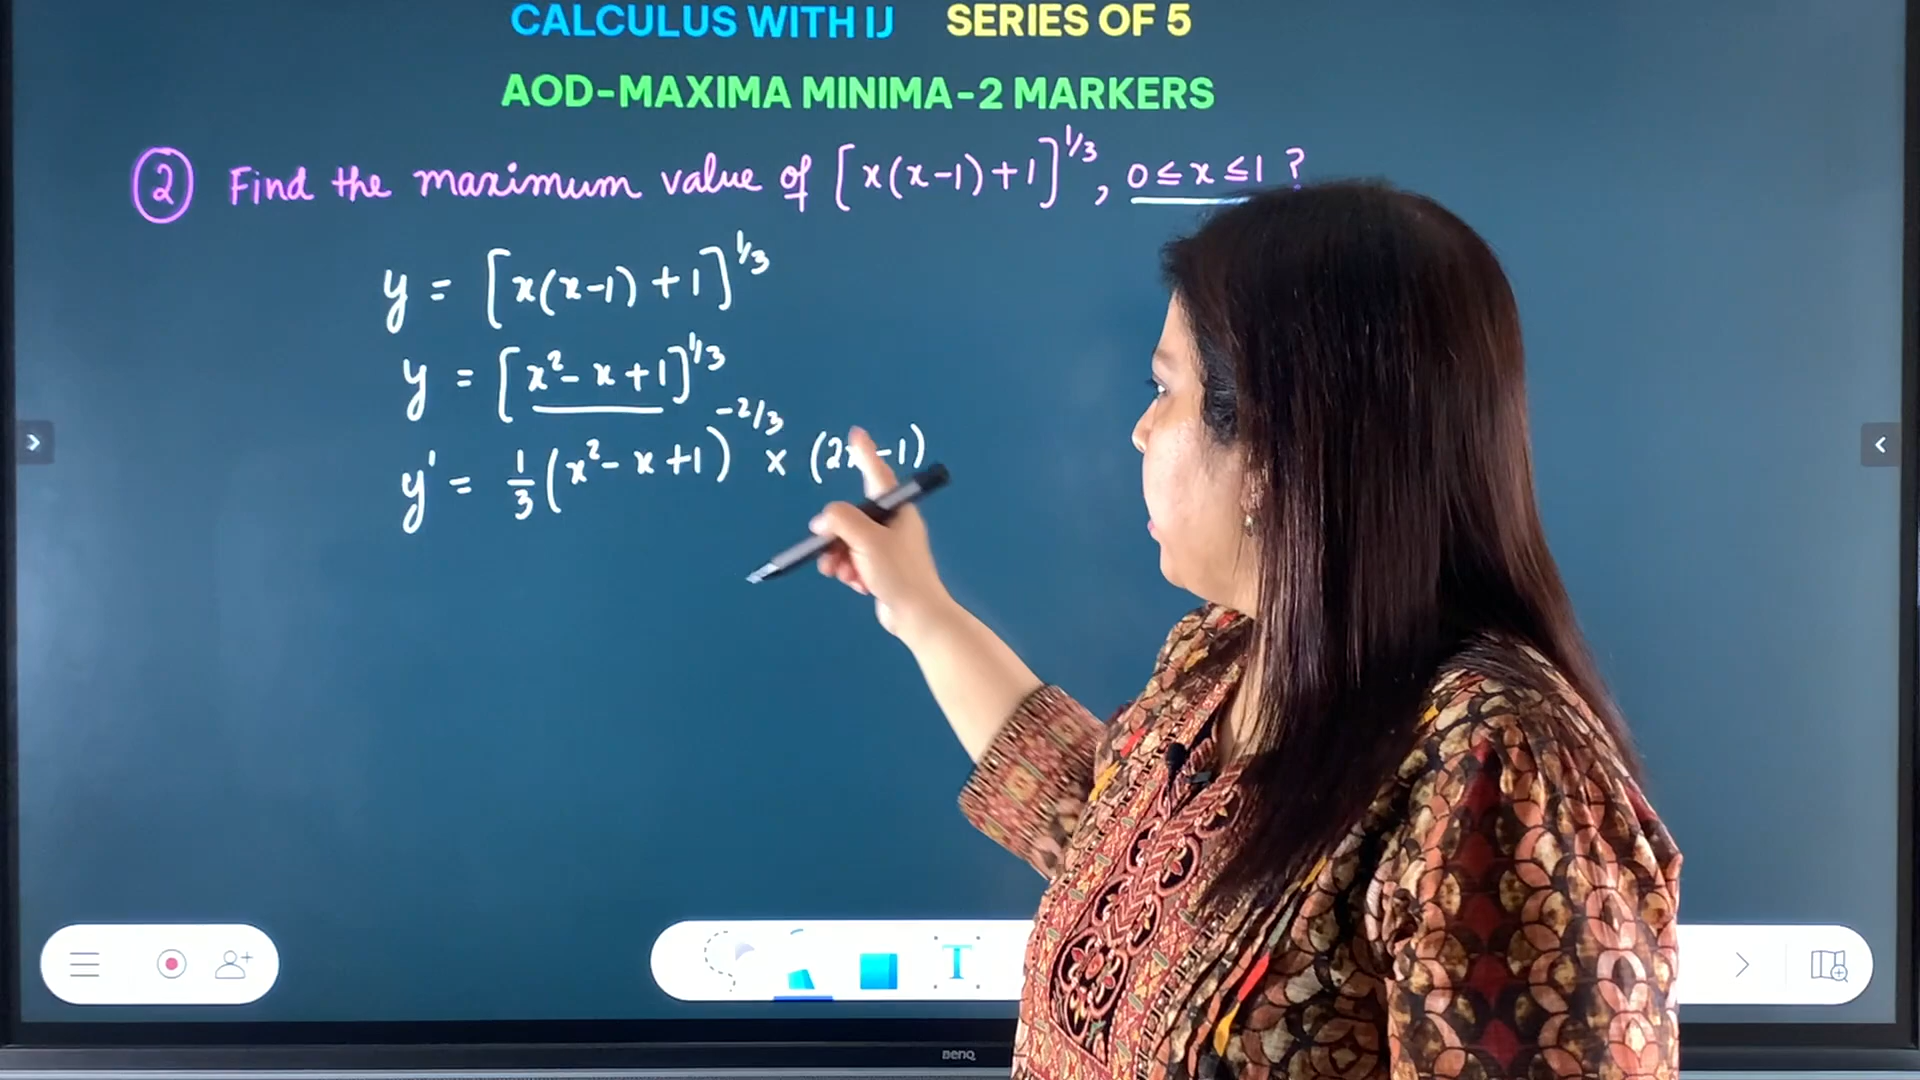 CALCULUS WITH IJ SERIES OF 5
AOD-MAXIMA MINIMA-2 MARKERS
② Find the maximum value of [x(x-1)+1]^1/3, 0≤x≤1 ?
y = [x(x-1)+1]^1/3
y = [x²-x+1]^1/3
y' = 1/3 (x²-x+1)^-2/3 × (2x-1)
T
BenQ